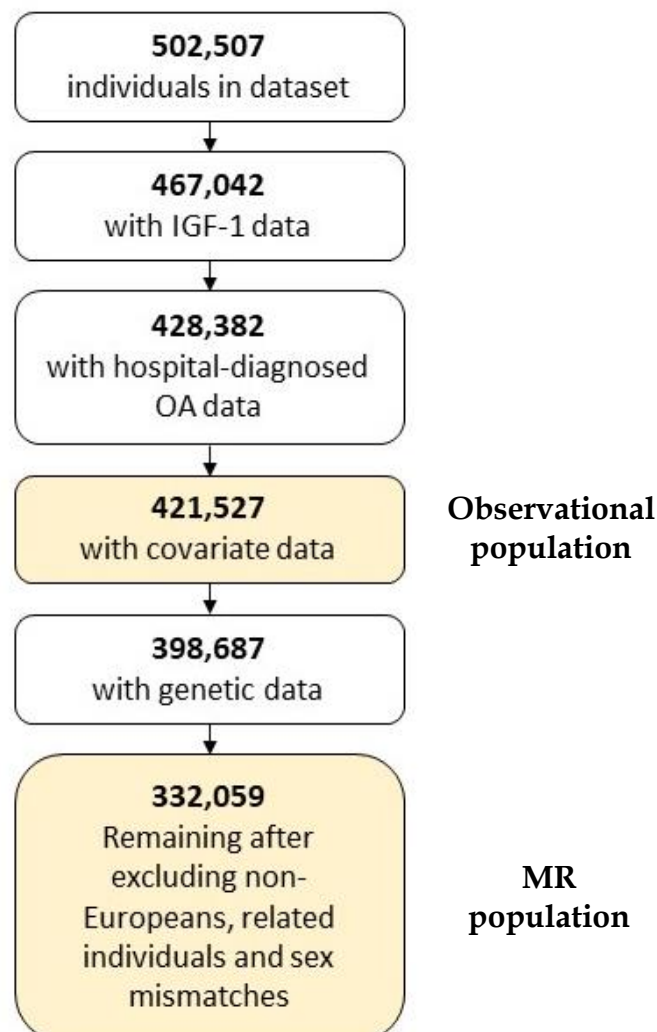 502,507
individuals in dataset
467,042
with IGF-1 data
428,382
with hospital-diagnosed
OA data
421,527
with covariate data
Observational
population
398,687
with genetic data
332,059
Remaining after
excluding non-
Europeans, related
individuals and sex
mismatches
MR
population